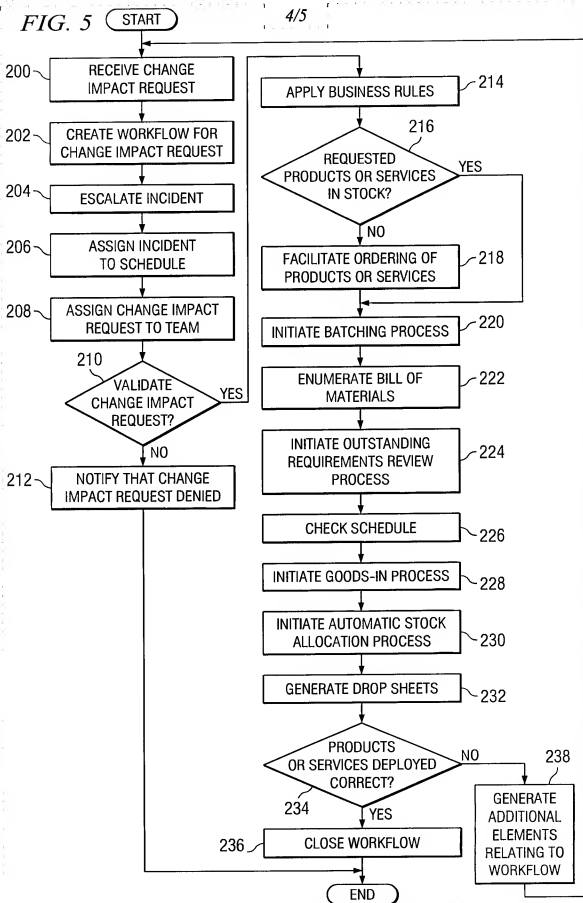 FIG. 5
START
4/5
200
RECEIVE CHANGE
IMPACT REQUEST
202
CREATE WORKFLOW FOR
CHANGE IMPACT REQUEST
204
ESCALATE INCIDENT
206
ASSIGN INCIDENT
TO SCHEDULE
208
ASSIGN CHANGE IMPACT
REQUEST TO TEAM
210
VALIDATE
CHANGE IMPACT
REQUEST?
YES
NO
212
NOTIFY THAT CHANGE
IMPACT REQUEST DENIED
APPLY BUSINESS RULES
214
216
REQUESTED
PRODUCTS OR SERVICES
IN STOCK?
YES
NO
FACILITATE ORDERING OF
PRODUCTS OR SERVICES
218
INITIATE BATCHING PROCESS
220
ENUMERATE BILL OF
MATERIALS
222
INITIATE OUTSTANDING
REQUIREMENTS REVIEW
PROCESS
224
CHECK SCHEDULE
226
INITIATE GOODS-IN PROCESS
228
INITIATE AUTOMATIC STOCK
ALLOCATION PROCESS
230
GENERATE DROP SHEETS
232
PRODUCTS
OR SERVICES DEPLOYED
CORRECT?
234
NO
YES
236
CLOSE WORKFLOW
238
GENERATE
ADDITIONAL
ELEMENTS
RELATING TO
WORKFLOW
END